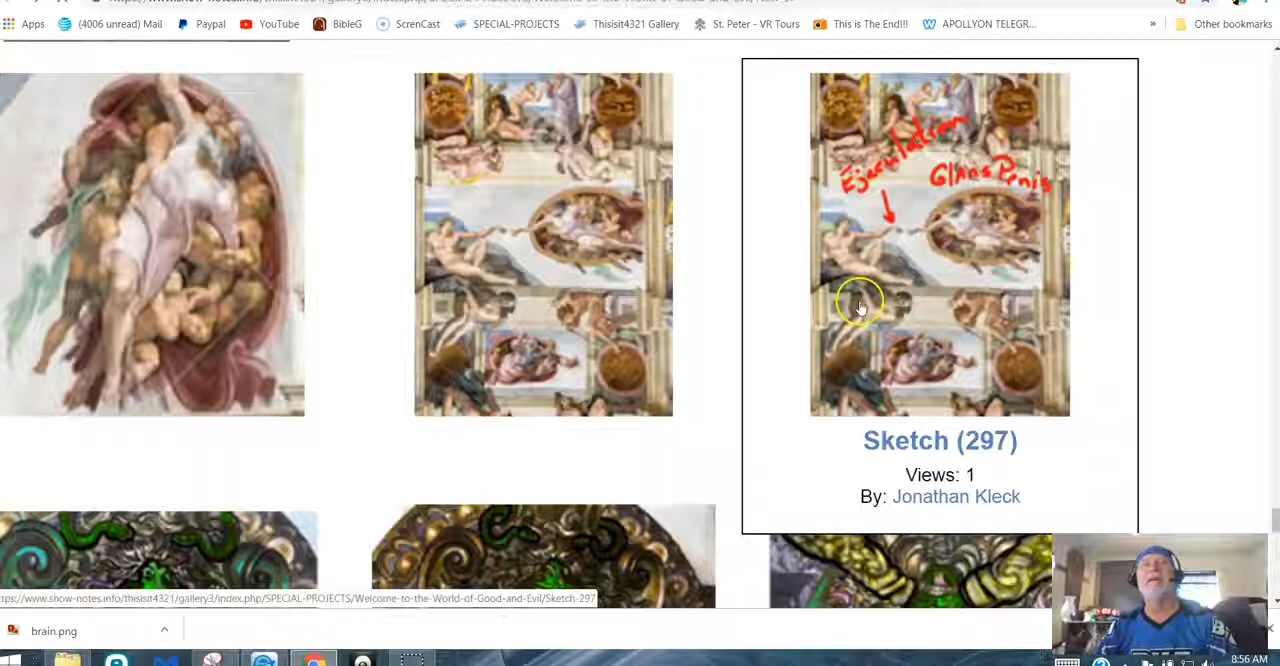 Apps
(4006 unread) Mail
Paypal
YouTube
BibleG
ScrenCast
SPECIAL-PROJECTS
Thisisit4321 Gallery
St. Peter - VR Tours
This is The End!!!
APOLLYON TELEGR...
»
Other bookmarks
Ejaculation
Glans Penis
Sketch (297)
Views: 1
By: Jonathan Kleck
ttps://www.show-notes.info/thisisit4321/gallery3/index.php/SPECIAL-PROJECTS/Welcome-to-the-World-of-Good-and-Evil/Sketch-297
brain.png
8:56 AM